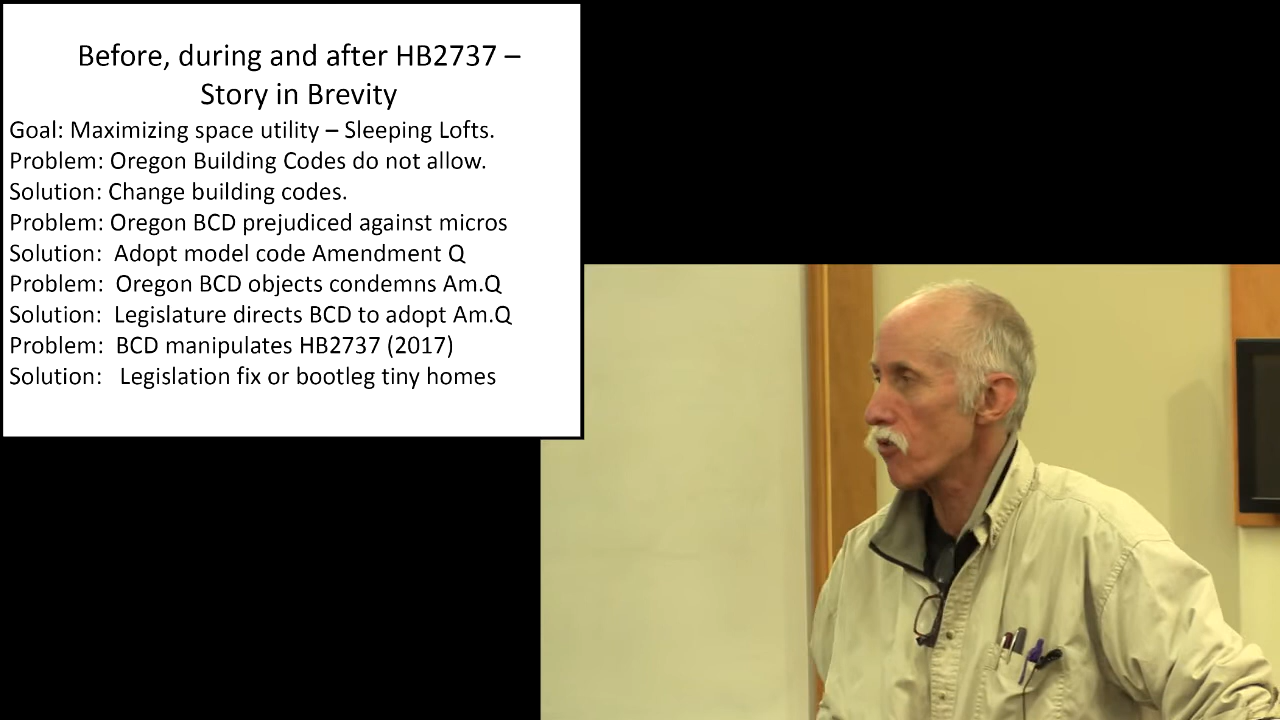 Before, during and after HB2737 –
Story in Brevity
Goal: Maximizing space utility – Sleeping Lofts.
Problem: Oregon Building Codes do not allow.
Solution: Change building codes.
Problem: Oregon BCD prejudiced against micros
Solution: Adopt model code Amendment Q
Problem: Oregon BCD objects condemns Am.Q
Solution: Legislature directs BCD to adopt Am.Q
Problem: BCD manipulates HB2737 (2017)
Solution: Legislation fix or bootleg tiny homes